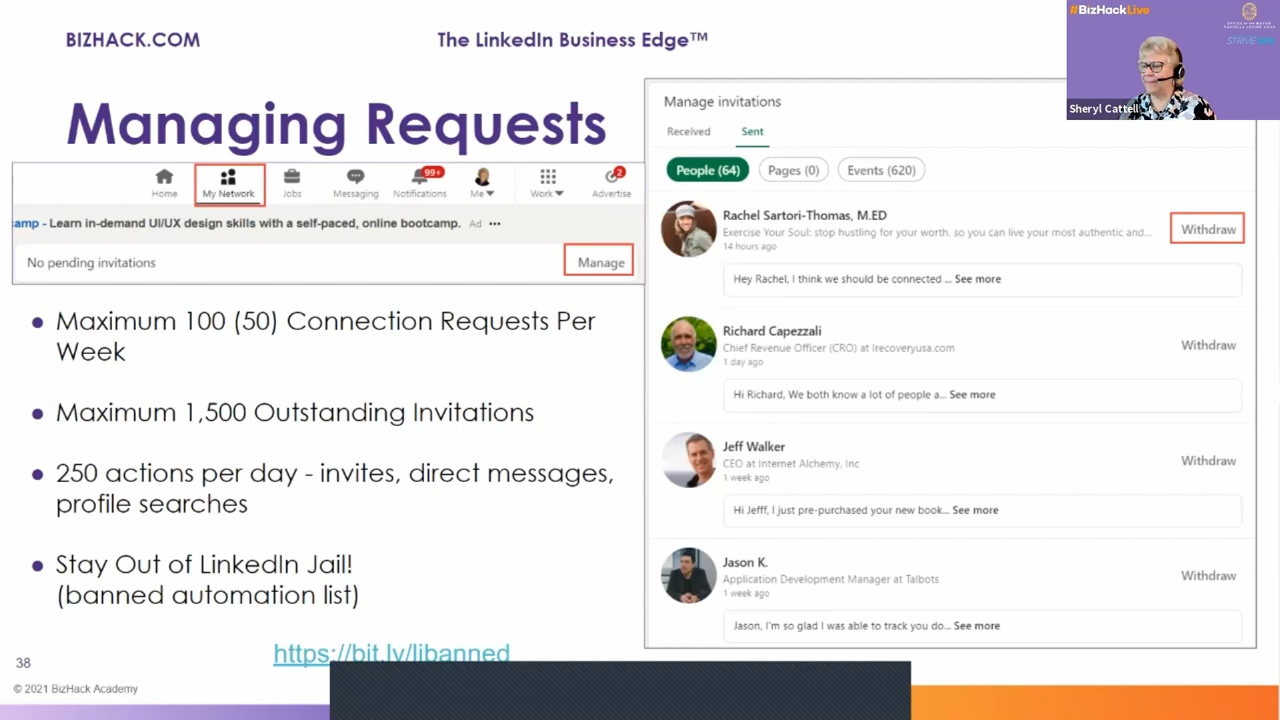 BIZHACK.COM
The LinkedIn Business Edge™
#BizHackLive
Sheryl Cattell
Managing Requests
Home
My Network
Jobs
Messaging
99+
Notifications
Me
Work
2
Advertise
camp - Learn in-demand UI/UX design skills with a self-paced, online bootcamp. Ad •••
No pending invitations
Manage
• Maximum 100 (50) Connection Requests Per
Week
• Maximum 1,500 Outstanding Invitations
• 250 actions per day - invites, direct messages,
profile searches
• Stay Out of LinkedIn Jail!
(banned automation list)
https://bit.ly/libanned
38
© 2021 BizHack Academy
Manage invitations
Received
Sent
People (64)
Pages (0)
Events (620)
Rachel Sartori-Thomas, M.ED
Exercise Your Soul: stop hustling for your worth, so you can live your most authentic and...
14 hours ago
Withdraw
Hey Rachel, I think we should be connected ... See more
Richard Capezzali
Chief Revenue Officer (CRO) at Irecoveryusa.com
1 day ago
Withdraw
Hi Richard, We both know a lot of people a... See more
Jeff Walker
CEO at Internet Alchemy, Inc
1 week ago
Withdraw
Hi Jefff, I just pre-purchased your new book... See more
Jason K.
Application Development Manager at Talbots
1 week ago
Withdraw
Jason, I'm so glad I was able to track you do... See more